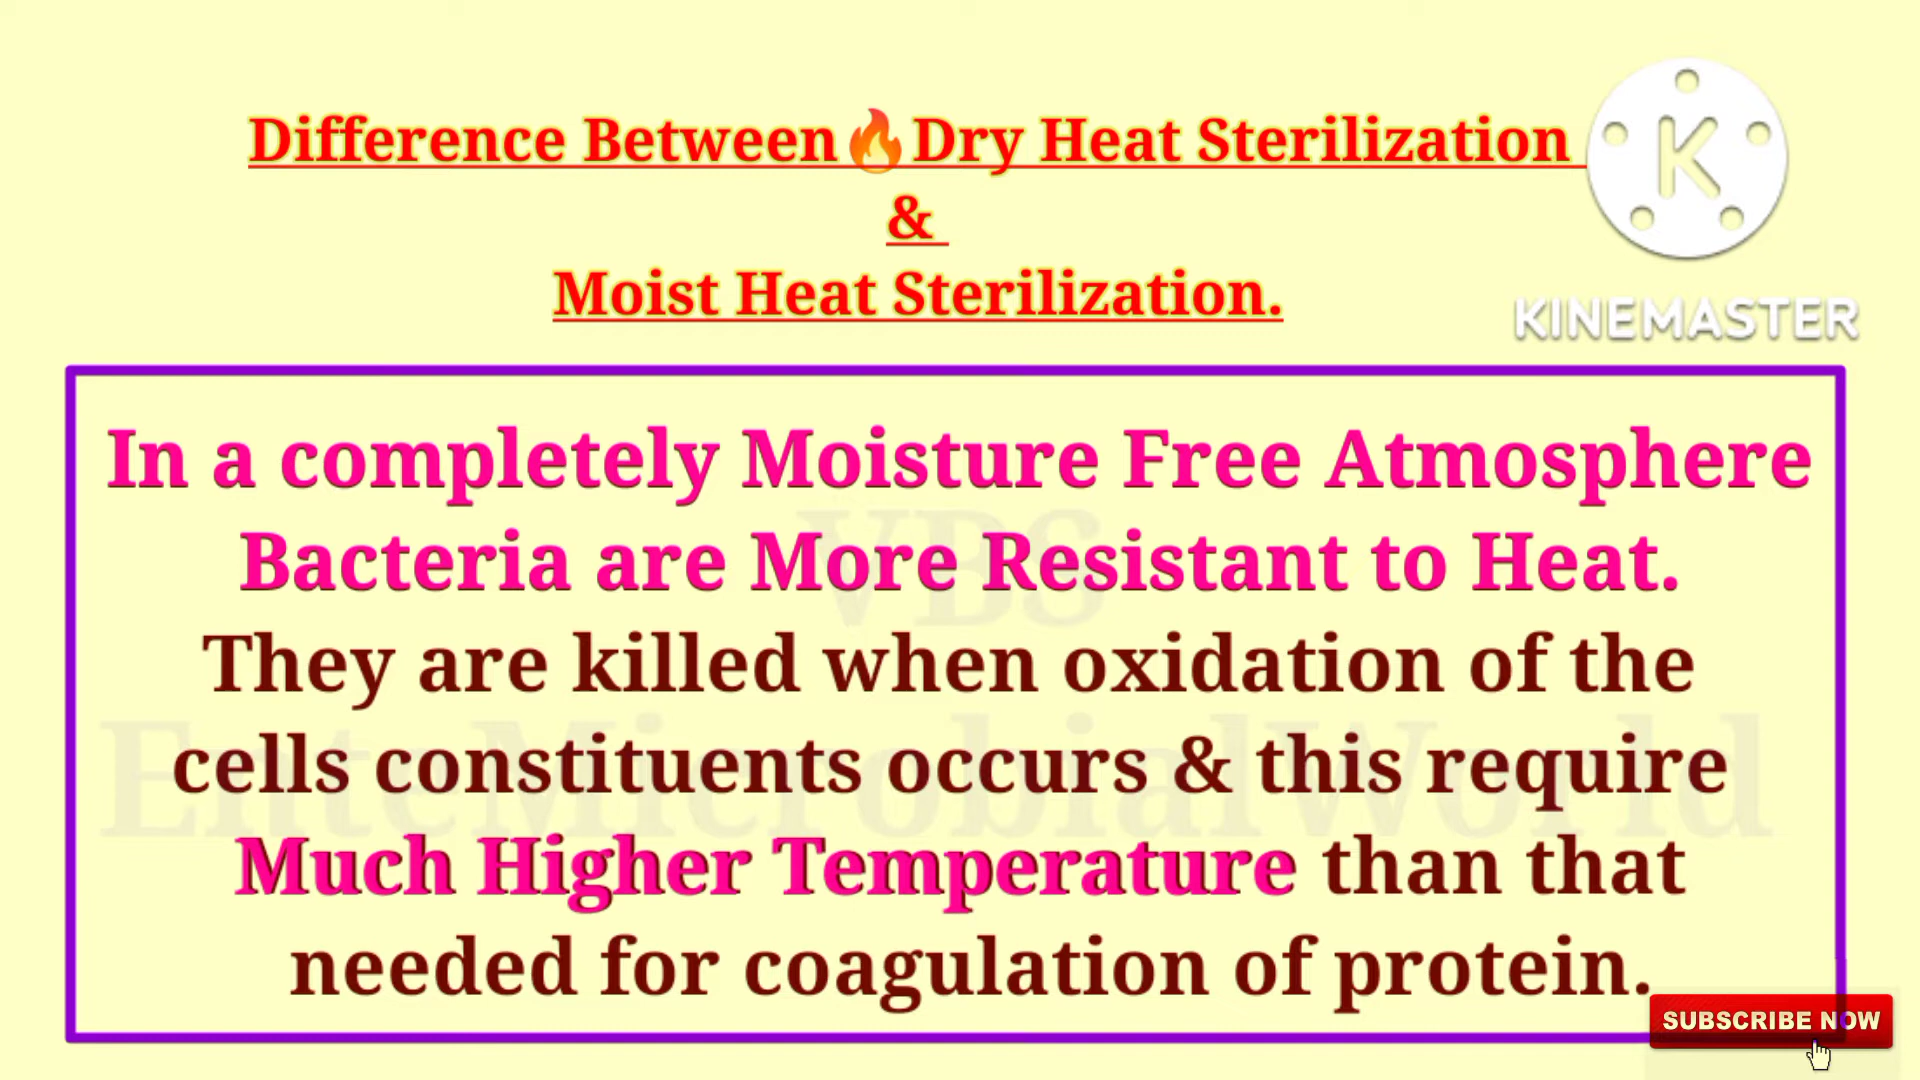 Difference Between🔥Dry Heat Sterilization
&
Moist Heat Sterilization.
KINEMASTER
In a completely Moisture Free Atmosphere
Bacteria are More Resistant to Heat.
They are killed when oxidation of the
cells constituents occurs & this require
Much Higher Temperature than that
needed for coagulation of protein.
VBS
EnteMicrobialWorld
SUBSCRIBE NOW